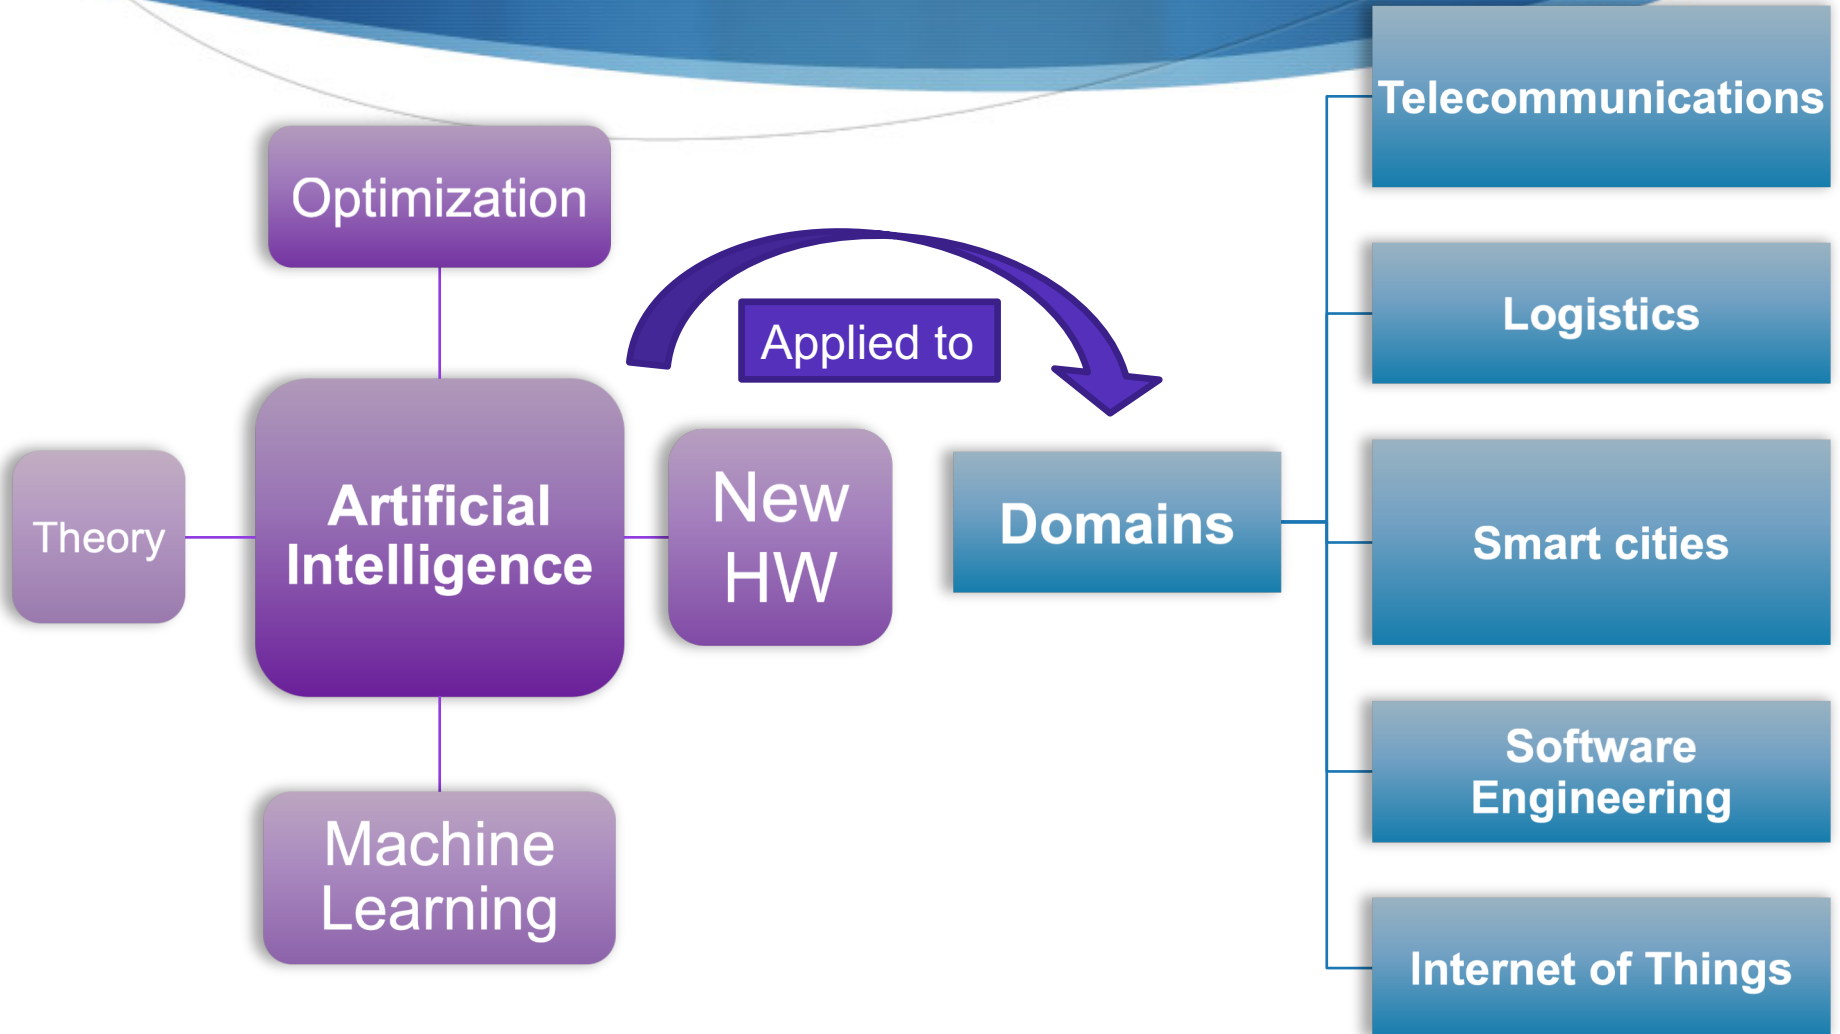 Optimization
Theory
Artificial
Intelligence
New
HW
Machine
Learning
Applied to
Domains
Telecommunications
Logistics
Smart cities
Software
Engineering
Internet of Things